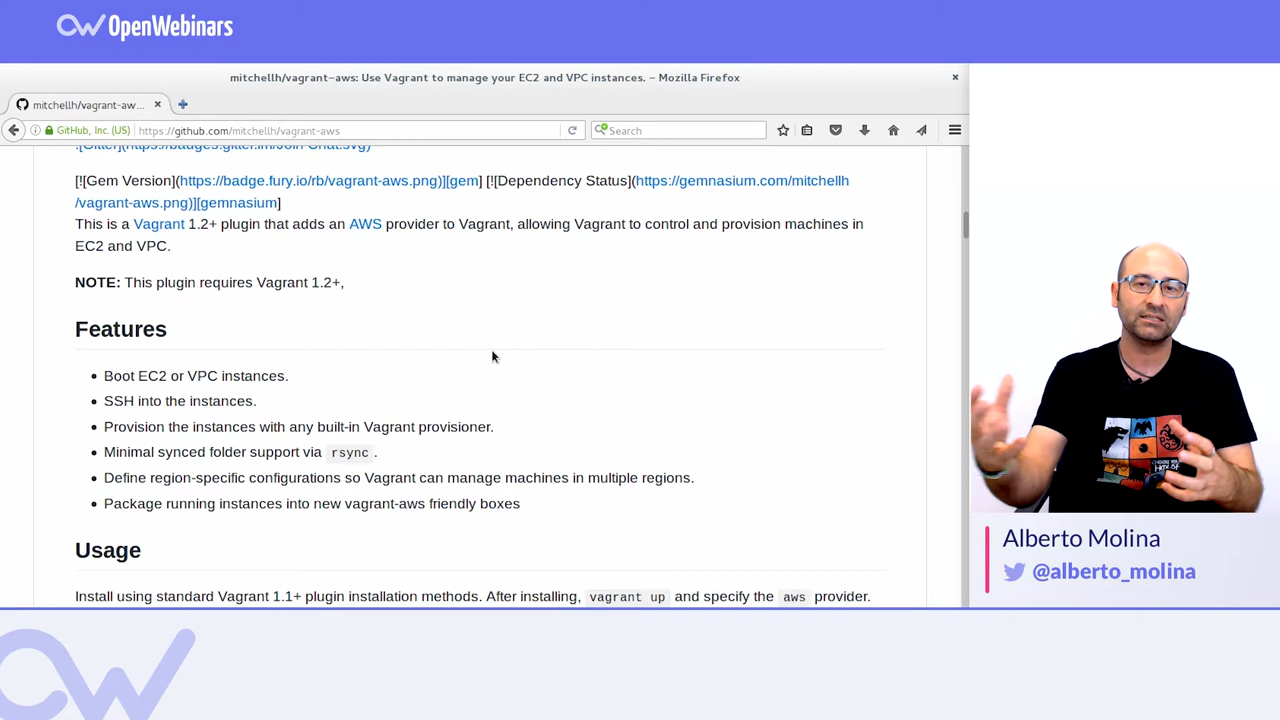 OpenWebinars
mitchellh/vagrant-aws: Use Vagrant to manage your EC2 and VPC instances. – Mozilla Firefox
mitchellh/vagrant-aw...
GitHub, Inc. (US)
https://github.com/mitchellh/vagrant-aws
Search
[![Gem Version](https://badge.fury.io/rb/vagrant-aws.png)][gem] [![Dependency Status](https://gemnasium.com/mitchellh
/vagrant-aws.png)][gemnasium]
This is a Vagrant 1.2+ plugin that adds an AWS provider to Vagrant, allowing Vagrant to control and provision machines in
EC2 and VPC.
NOTE: This plugin requires Vagrant 1.2+,
Features
Boot EC2 or VPC instances.
SSH into the instances.
Provision the instances with any built-in Vagrant provisioner.
Minimal synced folder support via rsync .
Define region-specific configurations so Vagrant can manage machines in multiple regions.
Package running instances into new vagrant-aws friendly boxes
Usage
Install using standard Vagrant 1.1+ plugin installation methods. After installing, vagrant up and specify the aws provider.
Alberto Molina
@alberto_molina